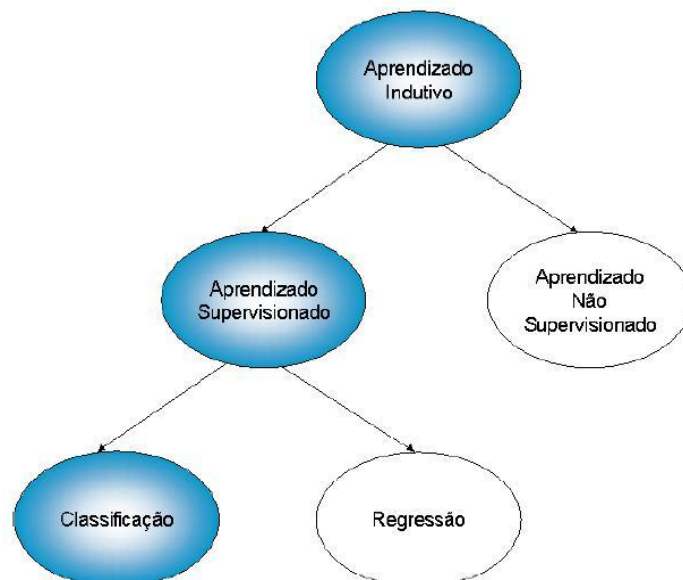 Aprendizado
Indutivo
Aprendizado
Supervisionado
Aprendizado
Não
Supervisionado
Classificação
Regressão